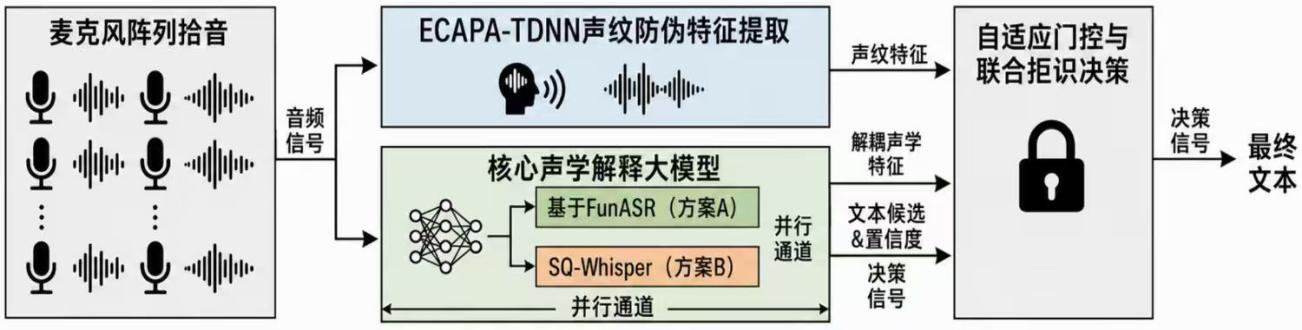 麦克风阵列拾音
音频
信号
ECAPA-TDNN声纹防伪特征提取
声纹特征
核心声学解释大模型
基于FunASR（方案A）
SQ-Whisper（方案B）
并行
通道
并行通道
解耦声学
特征
文本候选
&置信度
决策
信号
自适应门控与
联合拒识决策
决策
信号
最终
文本